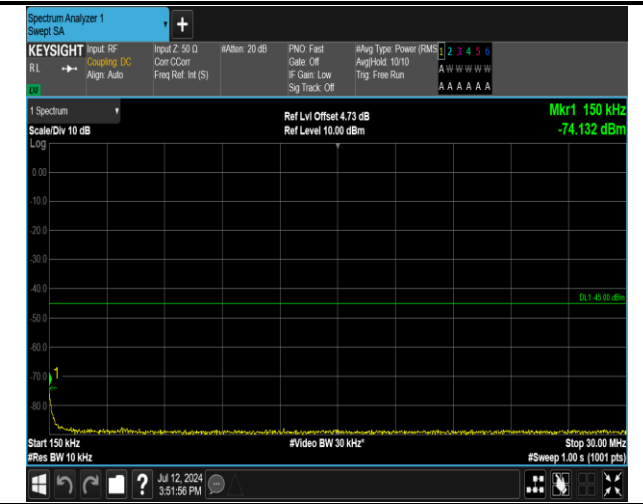 Spectrum Analyzer 1
Swept SA
+
KEYSIGHT
RL
Input: RF
Coupling: DC
Align: Auto
Input Z: 50 Ω
Corr CCorr
Freq Ref: Int (S)
#Atten: 20 dB
PNO: Fast
Gate: Off
IF Gain: Low
Sig Track: Off
#Avg Type: Power (RMS
Avg|Hold: 10/10
Trig: Free Run
1 2 3 4 5 6
A W W W W W
A A A A A A
1 Spectrum
Scale/Div 10 dB
Log
Ref Lvl Offset 4.73 dB
Ref Level 10.00 dBm
Mkr1 150 kHz
-74.132 dBm
0.00
-10.0
-20.0
-30.0
-40.0
DL1 -45.00 dBm
-50.0
-60.0
-70.0
1
-80.0
Start 150 kHz
#Res BW 10 kHz
#Video BW 30 kHz*
Stop 30.00 MHz
#Sweep 1.00 s (1001 pts)
?
Jul 12, 2024
3:51:56 PM